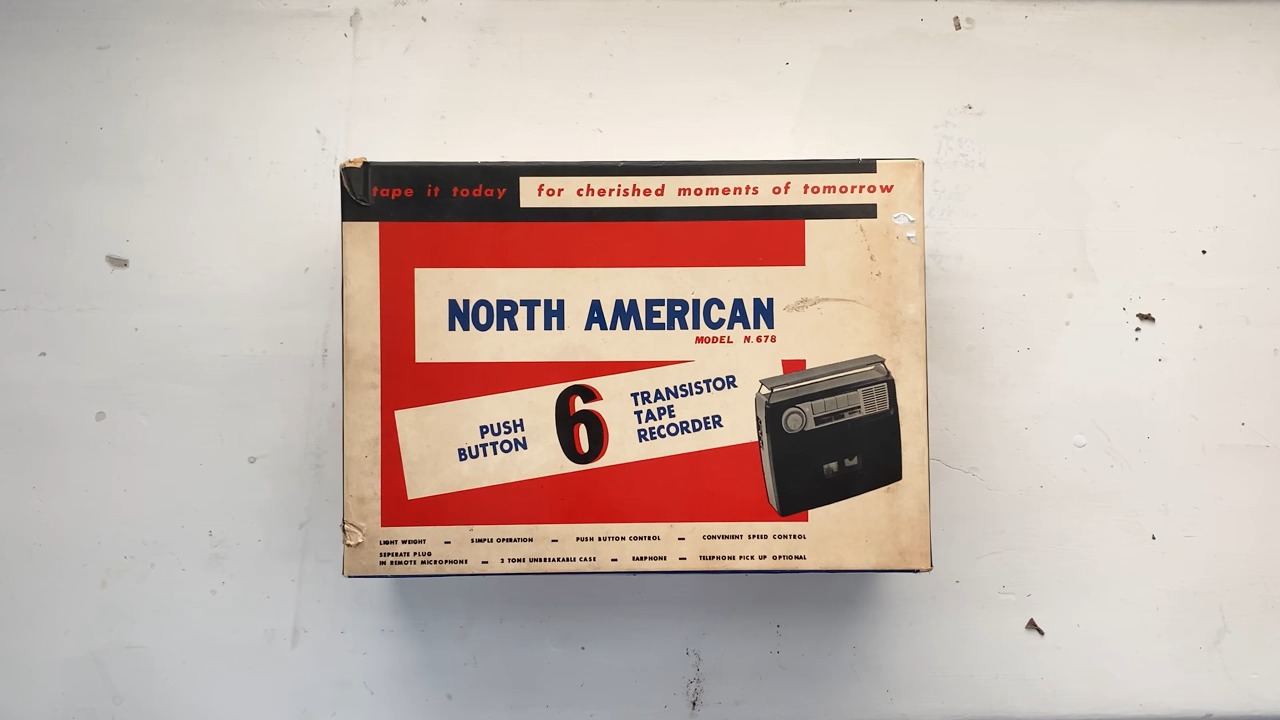 tape it today for cherished moments of tomorrow
NORTH AMERICAN
MODEL N.678
PUSH
BUTTON
6
TRANSISTOR
TAPE
RECORDER
LIGHT WEIGHT – SIMPLE OPERATION – PUSH BUTTON CONTROL – CONVENIENT SPEED CONTROL
SEPERATE PLUG
IN REMOTE MICROPHONE – 2 TONE UNBREAKABLE CASE – EARPHONE – TELEPHONE PICK UP OPTIONAL